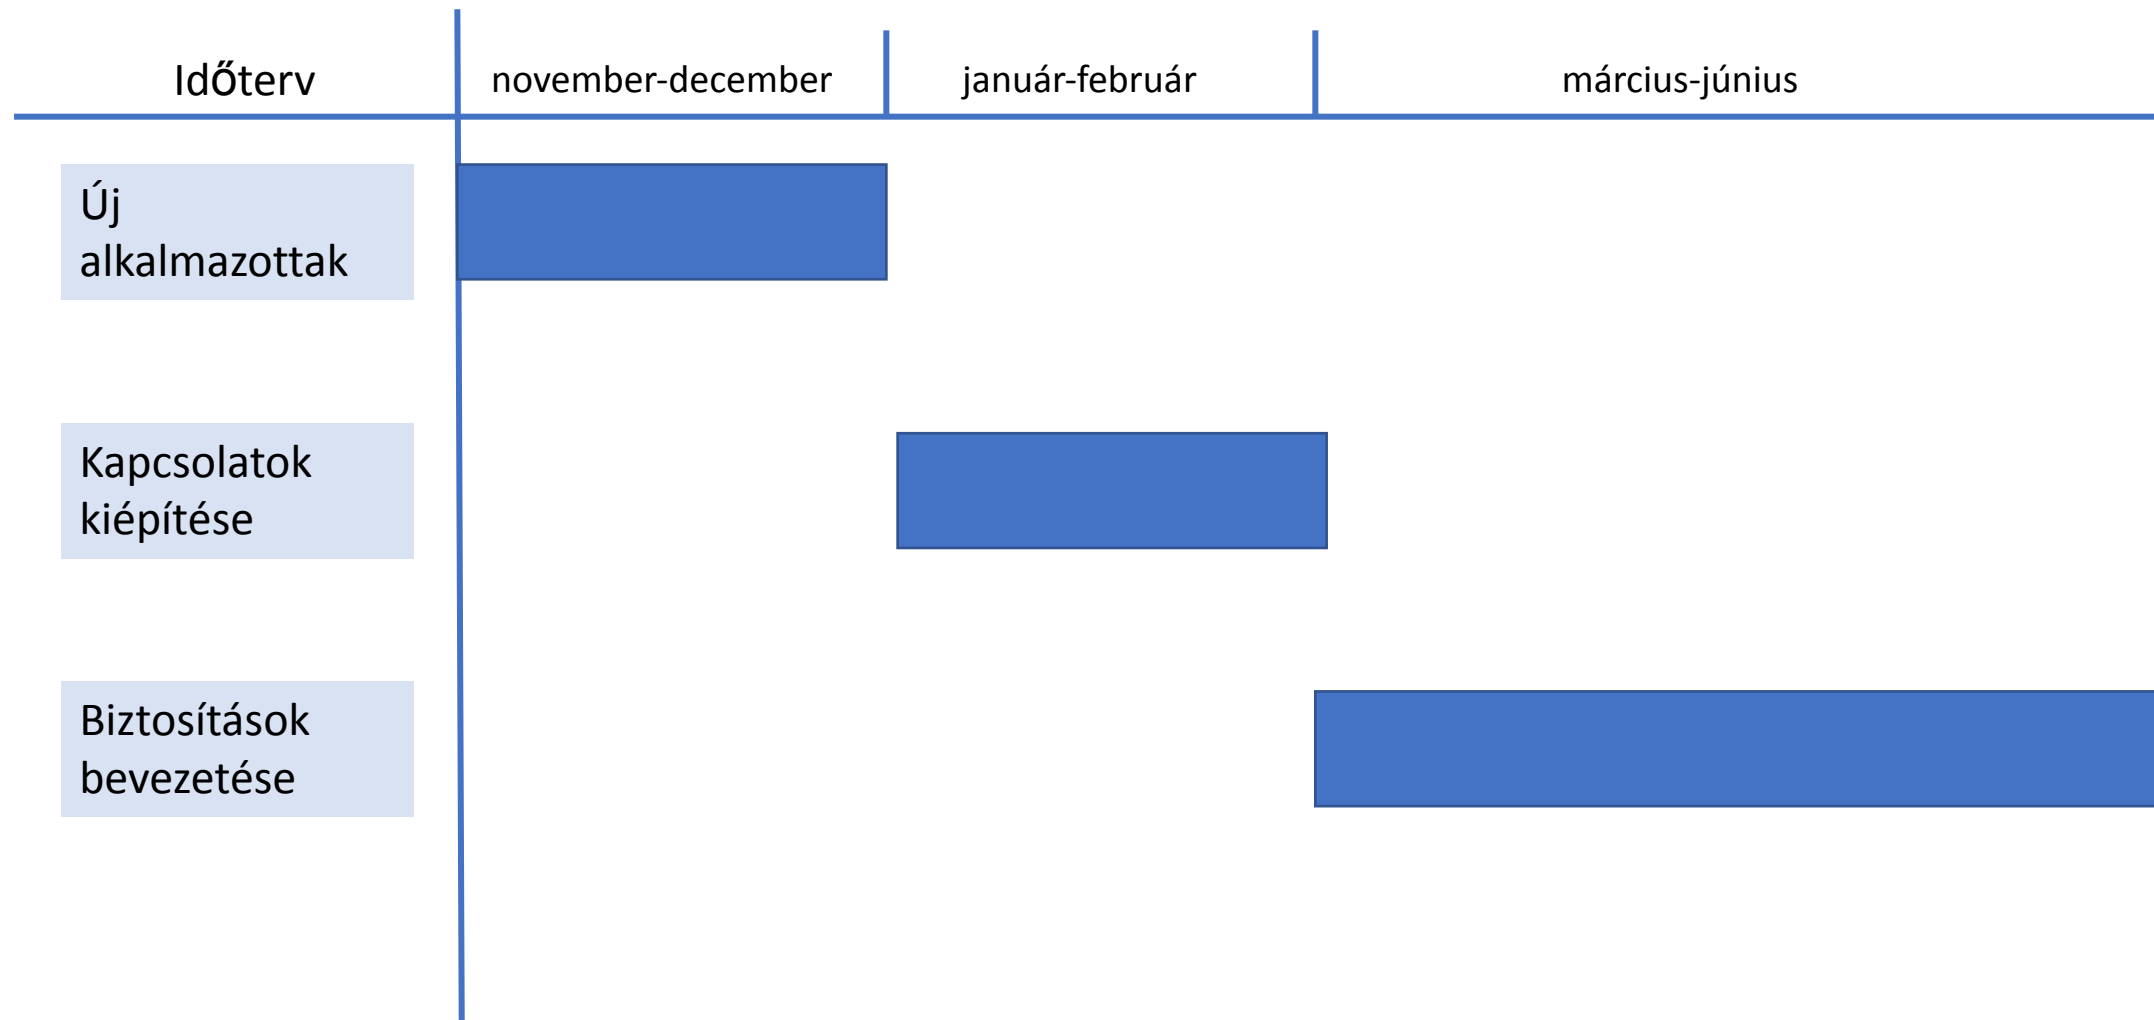 Időterv
november-december
január-február
március-június
Új
alkalmazottak
Kapcsolatok
kiépítése
Biztosítások
bevezetése